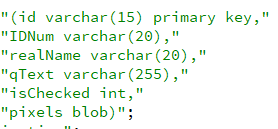 "(id varchar(15) primary key,"
"IDNum varchar(20),"
"realName varchar(20),"
"qText varchar(255),"
"isChecked int,"
"pixels blob)";